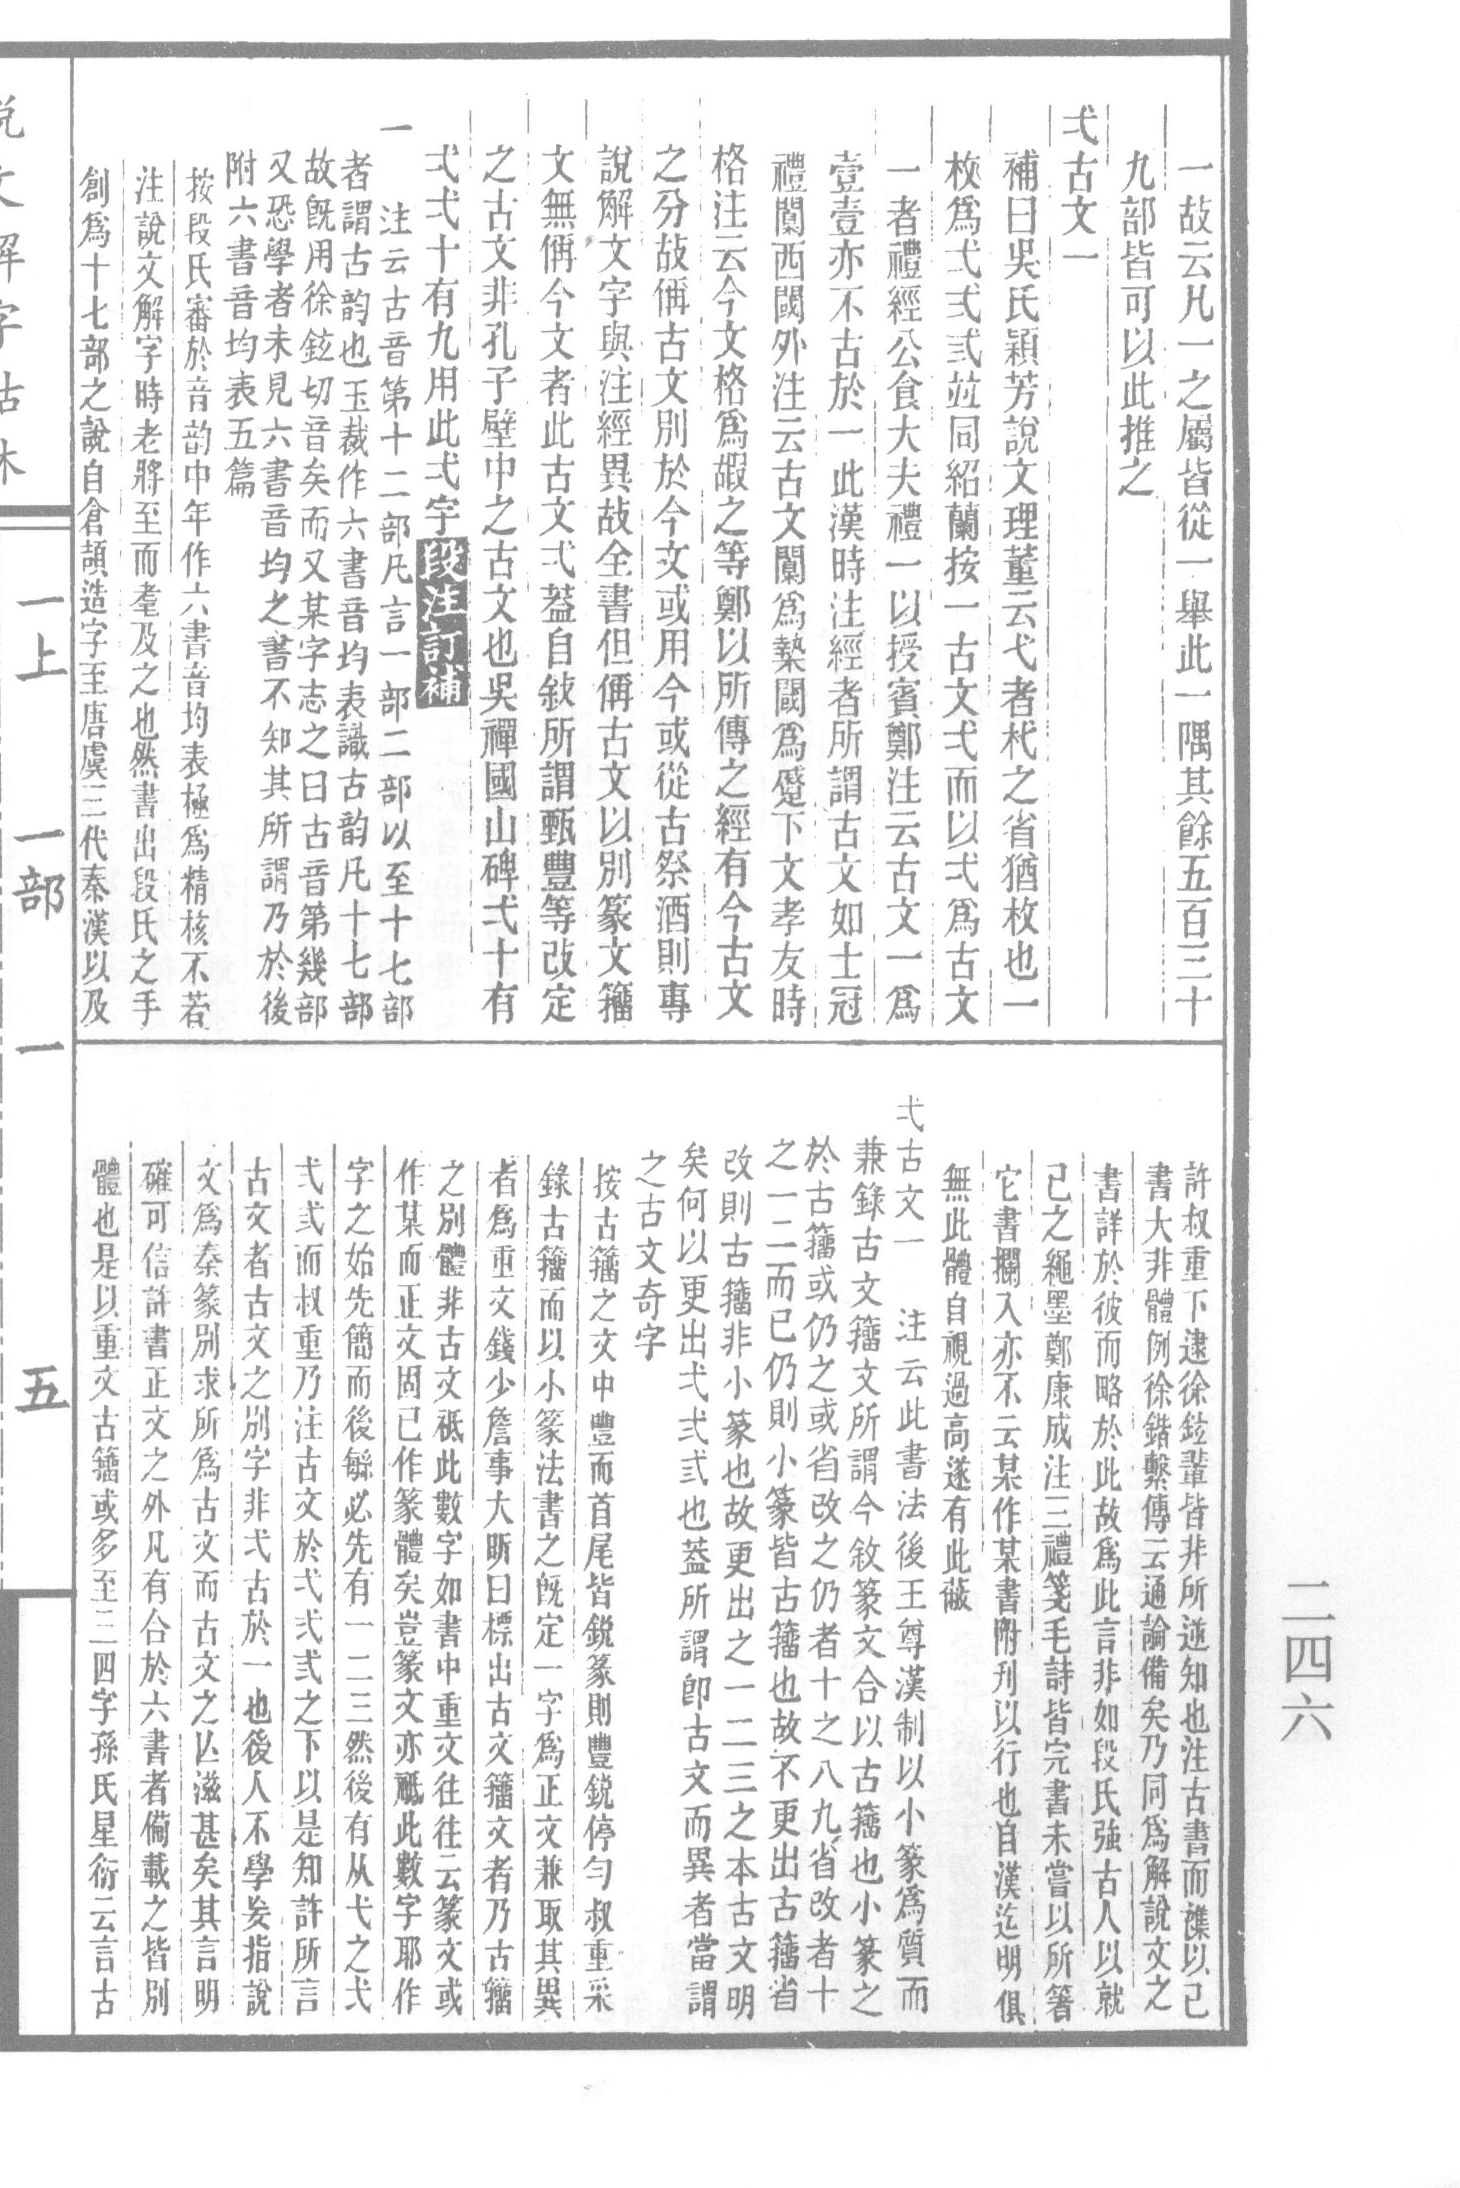 一故云凡一之屬皆從一舉此一隅其餘五百三十
九部皆可以此推之
弌古文一
補曰吳氏穎芳說文理董云弋者杙之省猶枚也一
枚爲弌弍弎竝同紹蘭按一古文弌而以弌爲古文
一者禮經公食大夫禮一以授賓鄭注云古文一爲
壹壹亦不古於一此漢時注經者所謂古文如士冠
禮闑西閾外注云古文闑爲槷閾爲蹙下文孝友時
格注云今文格爲嘏之等鄭以所傳之經有今古文
之分故偁古文別於今文或用今或從古祭酒則專
說解文字與注經異故全書但偁古文以別篆文籒
文無偁今文者此古文弌葢自敍所謂甄豐等改定
之古文非孔子壁中之古文也吳禪國山碑弌十有
弍弌十有九用此弌字段注訂補
一 注云古音第十二部凡言一部二部以至十七部
者謂古韵也玉裁作六書音均表識古韵凡十七部
故旣用徐鉉切音矣而又某字志之曰古音第幾部
又恐學者未見六書音均之書不知其所謂乃於後
附六書音均表五篇
按段氏審於音韵中年作六書音均表極爲精核不若
注說文解字時老將至而耄及之也然書出段氏之手
創爲十七部之說自倉頡造字至唐虞三代秦漢以及
許叔重下逮徐鉉輩皆非所逆知也注古書而襍以己
書大非體例徐鍇繫傳云通論備矣乃同爲解說文之
書詳於彼而略於此故爲此言非如段氏強古人以就
已之繩墨鄭康成注三禮箋毛詩皆完書未嘗以所箸
它書攔入亦不云某作某書附刊以行也自漢迄明俱
無此體自視過高遂有此蔽
弌古文一 注云此書法後王尊漢制以小篆爲質而
兼錄古文籒文所謂今敘篆文合以古籒也小篆之
於古籒或仍之或省改之仍者十之八九省改者十
之一二而已仍則小篆皆古籒也故不更出古籒省
改則古籒非小篆也故更出之一二三之本古文明
矣何以更出弌弍弎也葢所謂卽古文而異者當謂
之古文奇字
按古籒之文中豐而首尾皆銳篆則豐銳停勻叔重采
錄古籒而以小篆法書之旣定一字爲正文兼取其異
者爲重文錢少詹事大昕曰標出古文籒文者乃古籒
之別體非古文祇此數字如書中重文往往云篆文或
作某而正文固已作篆體矣豈篆文亦祇此數字耶作
字之始先簡而後緐必先有一二三然後有从弋之弌
弍弎而叔重乃注古文於弌弍弎之下以是知許所言
古文者古文之別字非弌古於一也後人不學妄指說
文爲秦篆別求所爲古文而古文之亾滋甚矣其言明
確可信許書正文之外凡有合於六書者備載之皆別
體也是以重文古籒或多至三四字孫氏星衍云言古
說文解字詁林
一上 一部 一 五
二四六